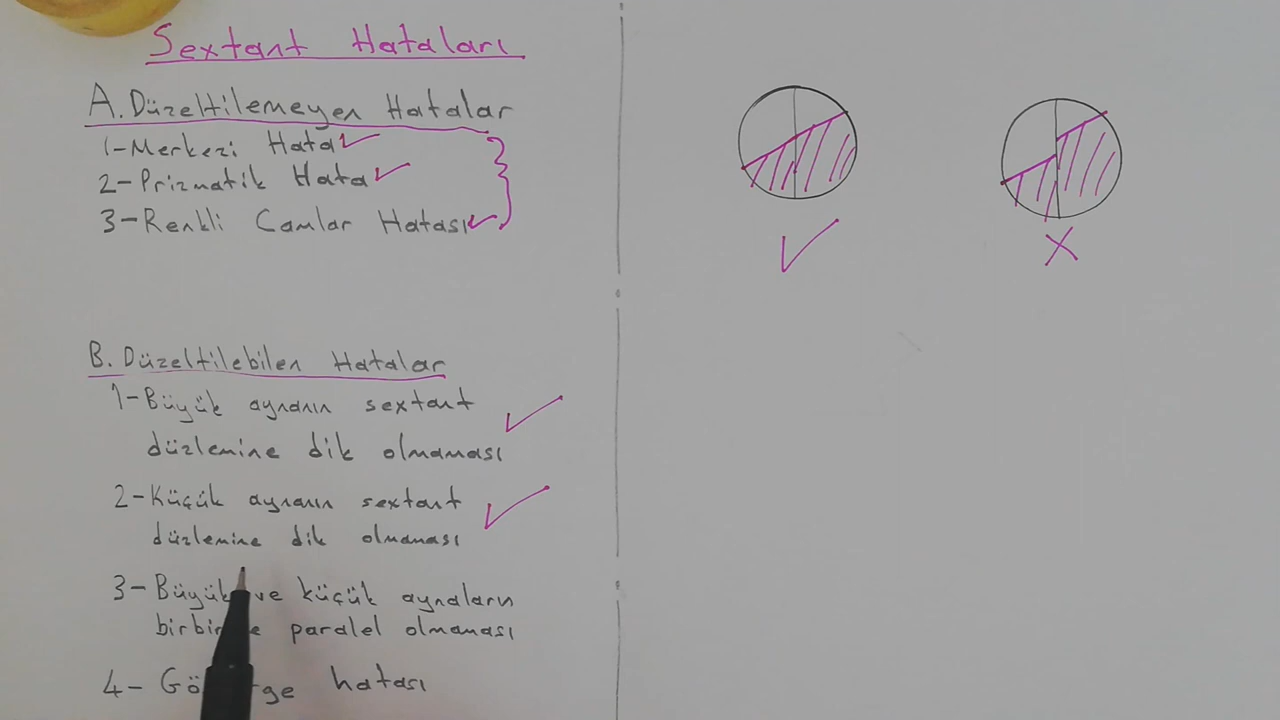 Sextant Hataları
A. Düzeltilemeyen Hatalar
1-Merkezi Hata
2-Prizmatik Hata
3-Renkli Camlar Hatası
B. Düzeltilebilen Hatalar
1-Büyük aynanın sextant
düzlemine dik olmaması
2-Küçük aynanın sextant
düzlemine dik olmaması
3-Büyük ve küçük aynaların
paralel olmaması
4- hatası